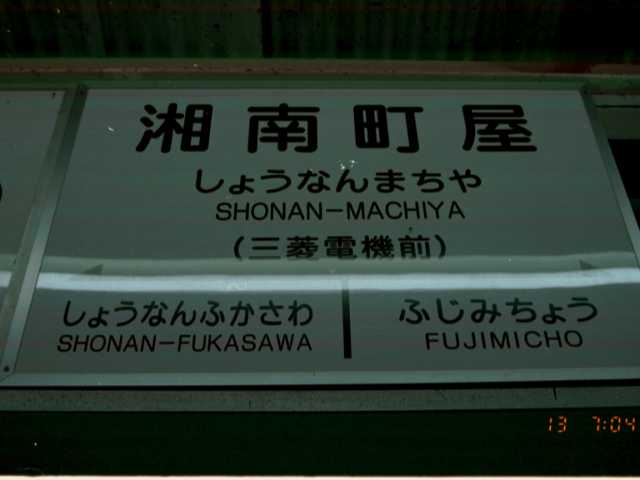 湘南町屋
しょうなんまちや
SHONAN-MACHIYA
(三菱電機前)
しょうなんふかさわ ふじみちょう
SHONAN-FUKASAWA FUJIMICHO
13 7:04